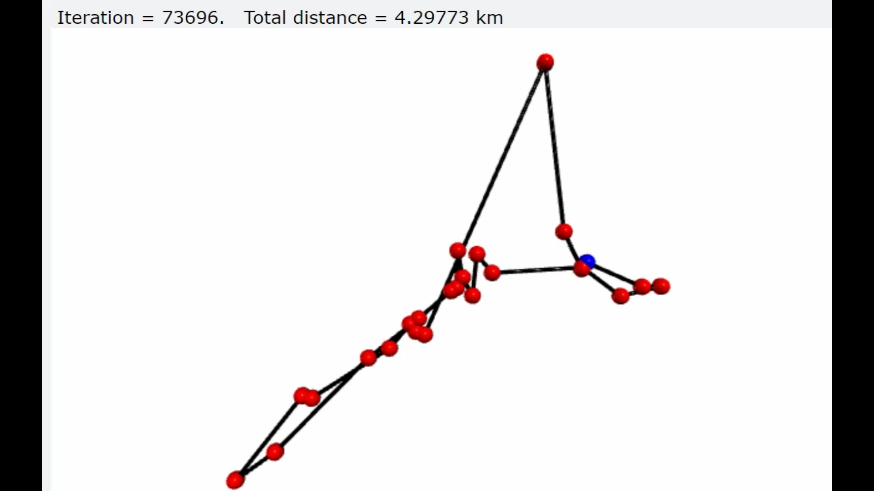 Iteration = 73696.   Total distance = 4.29773 km